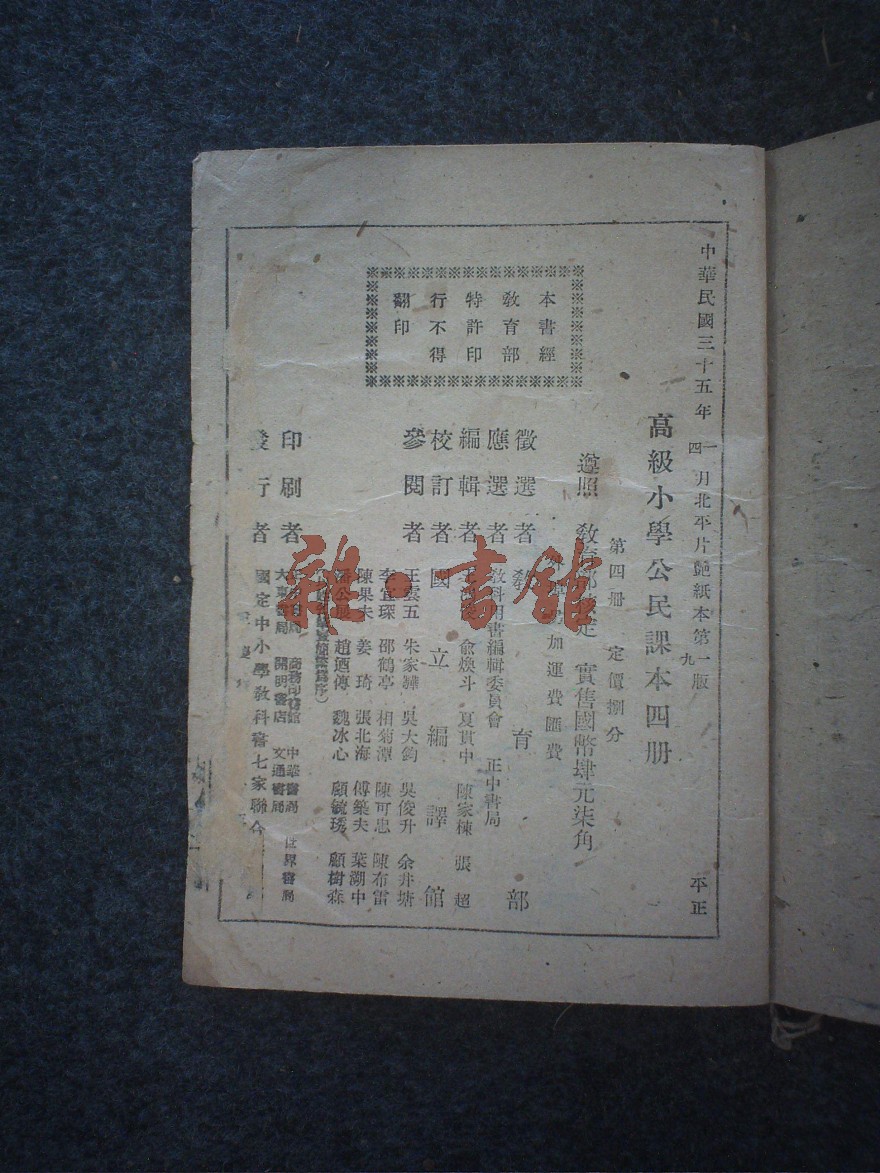 中華民國三十五年一四月北平片艷紙本第一九版
平正
高級小學公民課本四册
第四册 定價捌分
遵照 教育部 定 實售國幣肆元柒角
加運費匯費
徵選者 教育部
應選者 教科用書編輯委員會 正中書局
編輯者 俞煥斗 夏貫中 陳家棟 張超
校訂者 國立編譯館
參閱者 王雲五 朱家驊 吳大鈞 吳俊升 余井塘
李宜琛 邵鶴亭 相菊潭 陳可忠 陳布雷
陳果夫 姜琦 張北海 傅築夫 葉溯中
潘公展 趙迺傳 魏冰心 顧毓琇 顧樹森
印刷者 書局 商務印書館 中華書局 世界書局
大東書局 開明書店 文通書局
發行者 國定中小學教科書七家聯合
本書經
教育部
特許印
行不得
翻印
雜·書館